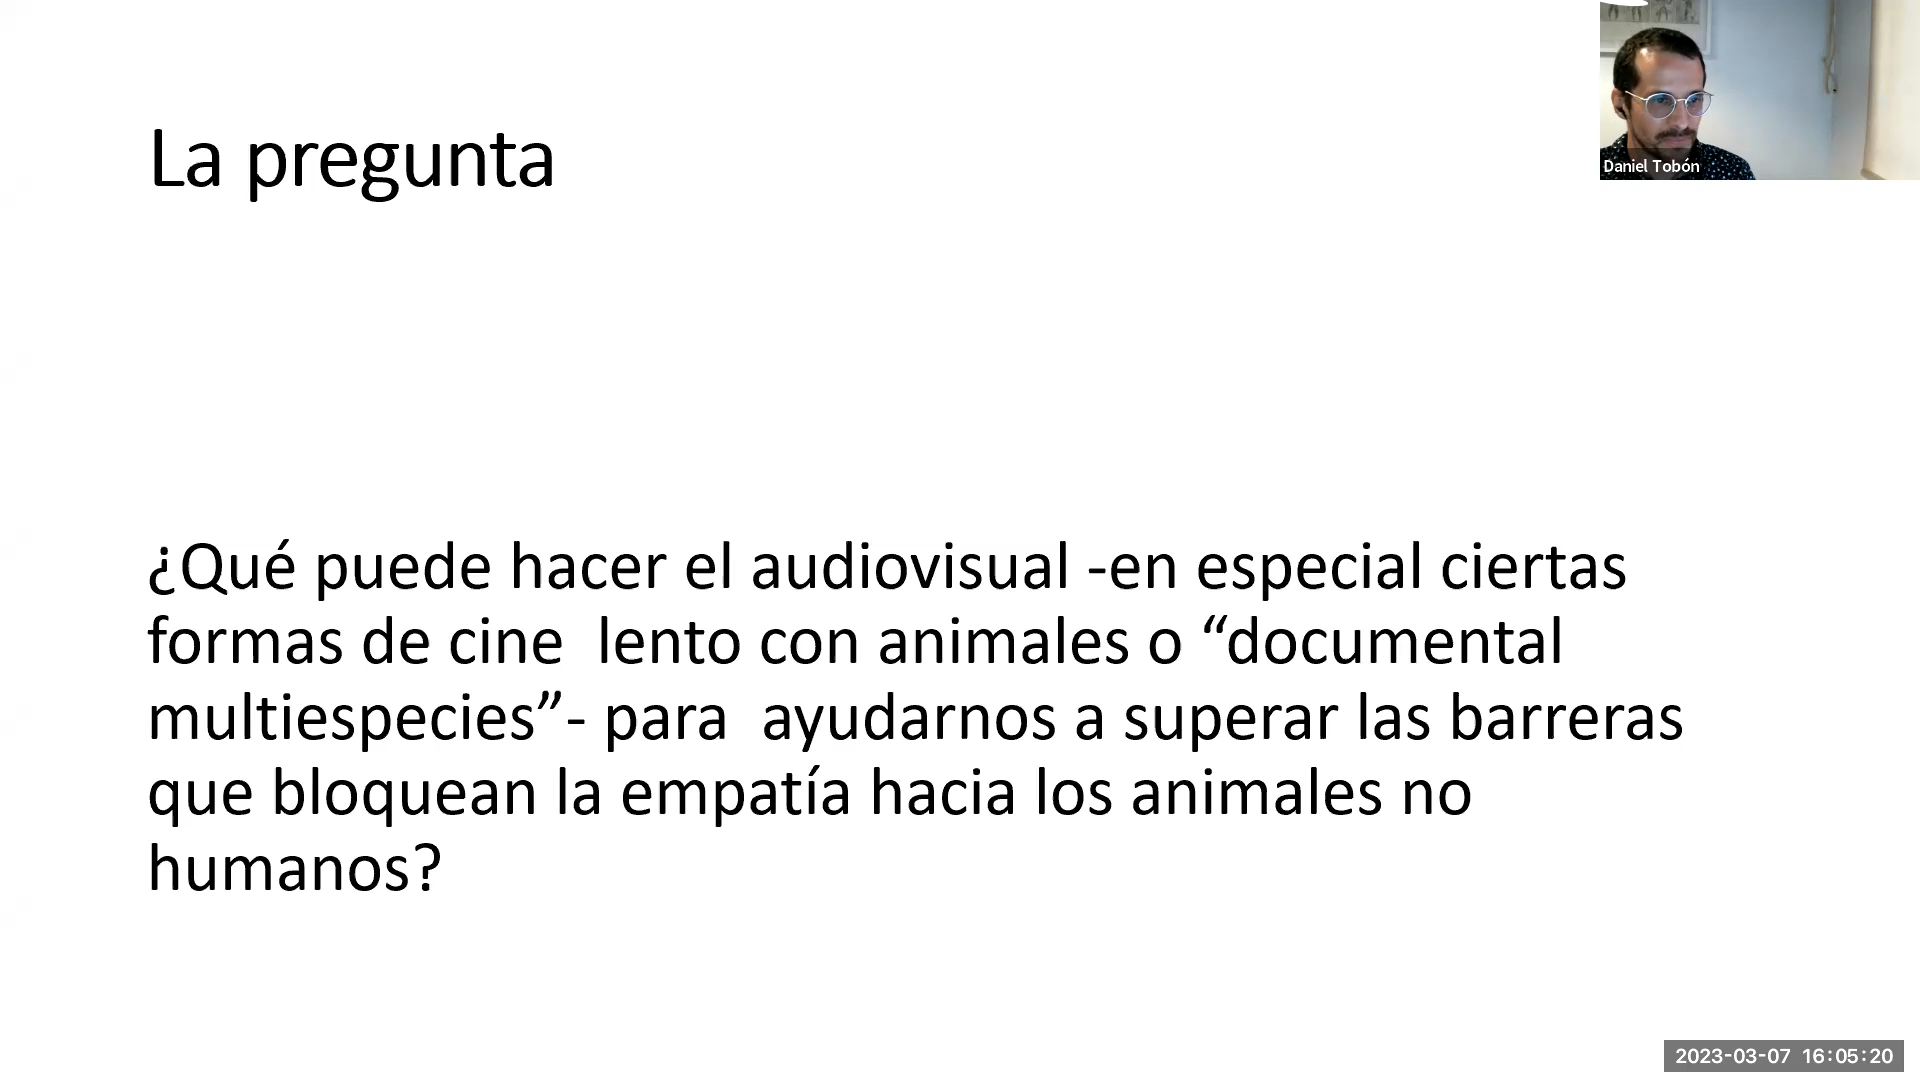 La pregunta
Daniel Tobón
¿Qué puede hacer el audiovisual -en especial ciertas
formas de cine  lento con animales o “documental
multiespecies”- para  ayudarnos a superar las barreras
que bloquean la empatía hacia los animales no
humanos?
2023-03-07  16:05:20